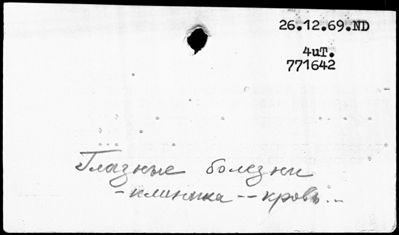 26.12.69.ND
4uT.
771642
Глазные болезни
-клиника -- кровь...